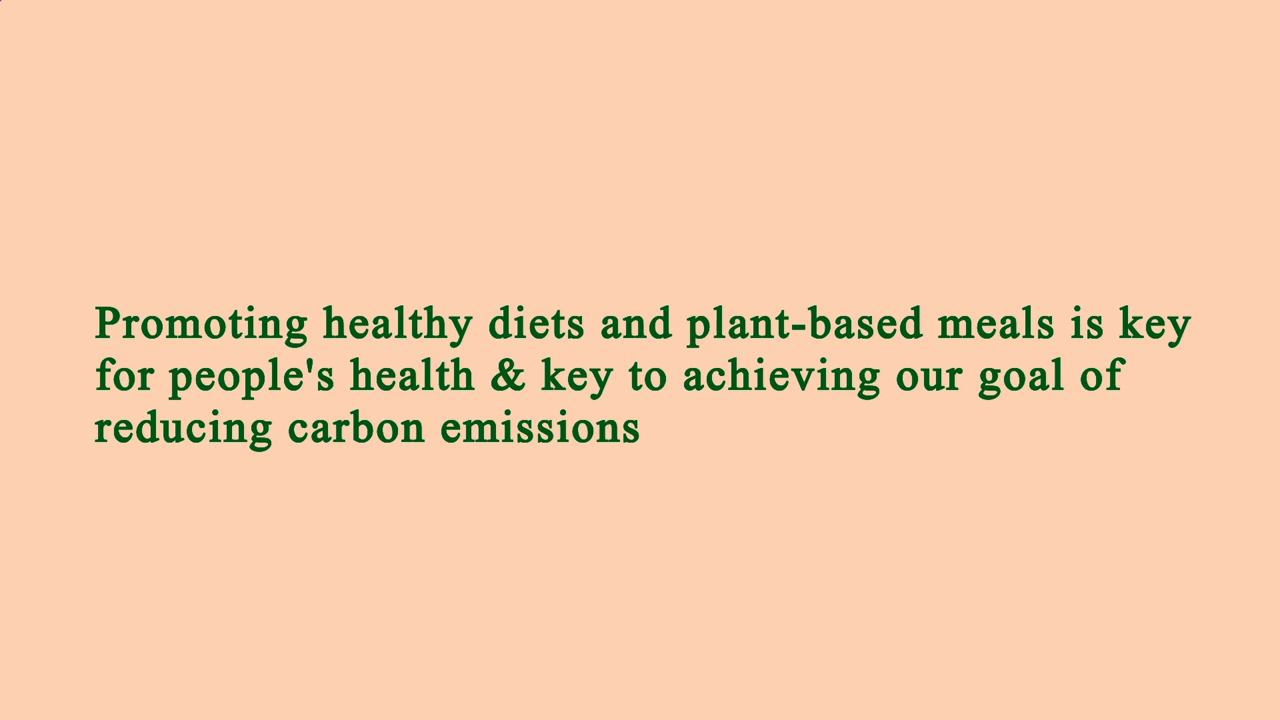 Promoting healthy diets and plant-based meals is key
for people's health & key to achieving our goal of
reducing carbon emissions